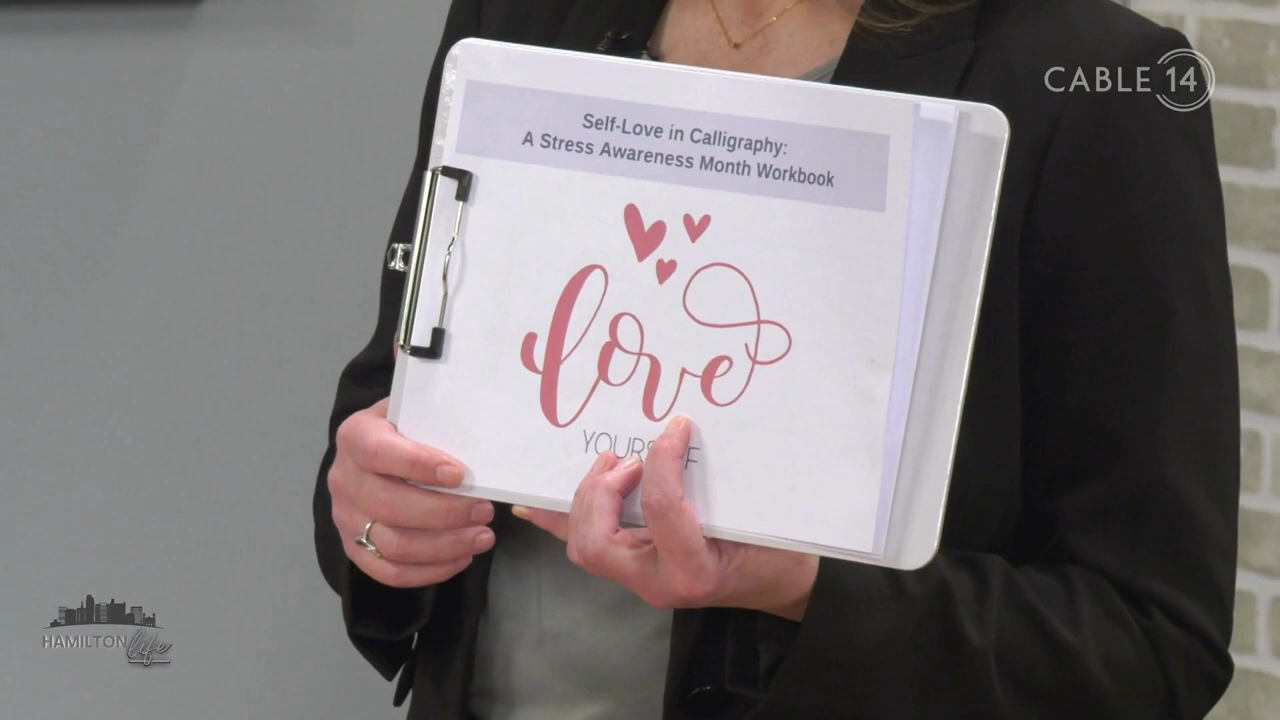 CABLE 14
Self-Love in Calligraphy:
A Stress Awareness Month Workbook
love
HAMILTON life